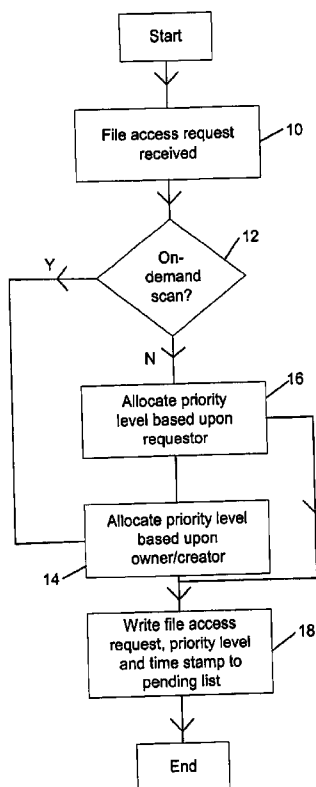 Start
File access request
received
10
On-
demand
scan?
12
Y
N
16
Allocate priority
level based upon
requestor
Allocate priority level
based upon
owner/creator
14
Write file access
request, priority level
and time stamp to
pending list
18
End